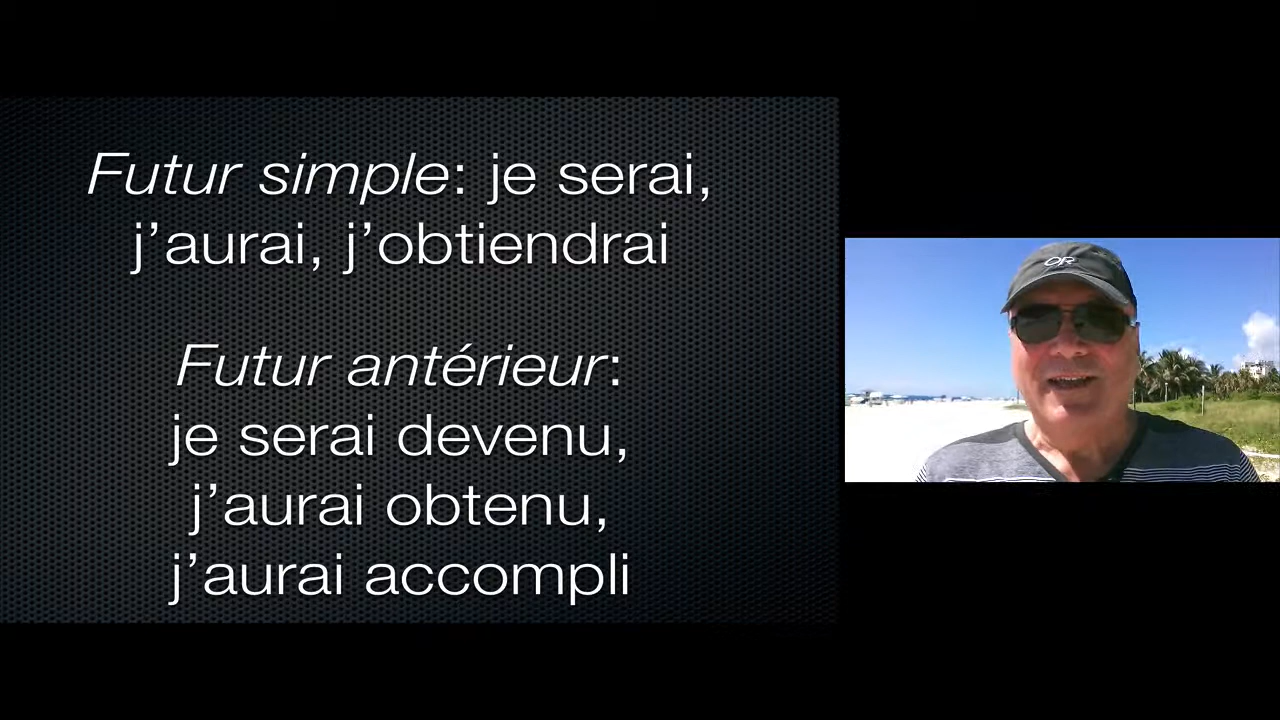 Futur simple: je serai,
j’aurai, j’obtiendrai
Futur antérieur:
je serai devenu,
j’aurai obtenu,
j’aurai accompli
OR